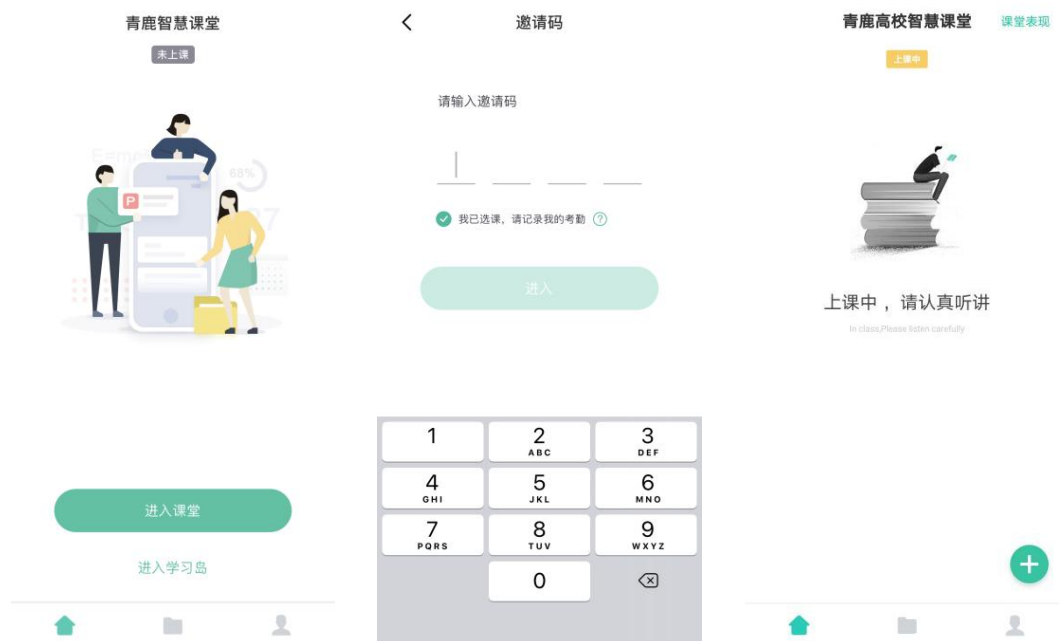 青鹿智慧课堂
未上课
68%
P
进入课堂
进入学习岛
邀请码
请输入邀请码
我已选课、请记录我的考勤 ?
进入
1
2
ABC
3
DEF
4
GHI
5
JKL
6
MNO
7
PQRS
8
TUV
9
WXYZ
0
青鹿高校智慧课堂
课堂表现
上课中
上课中，请认真听讲
In class,Please listen carefully